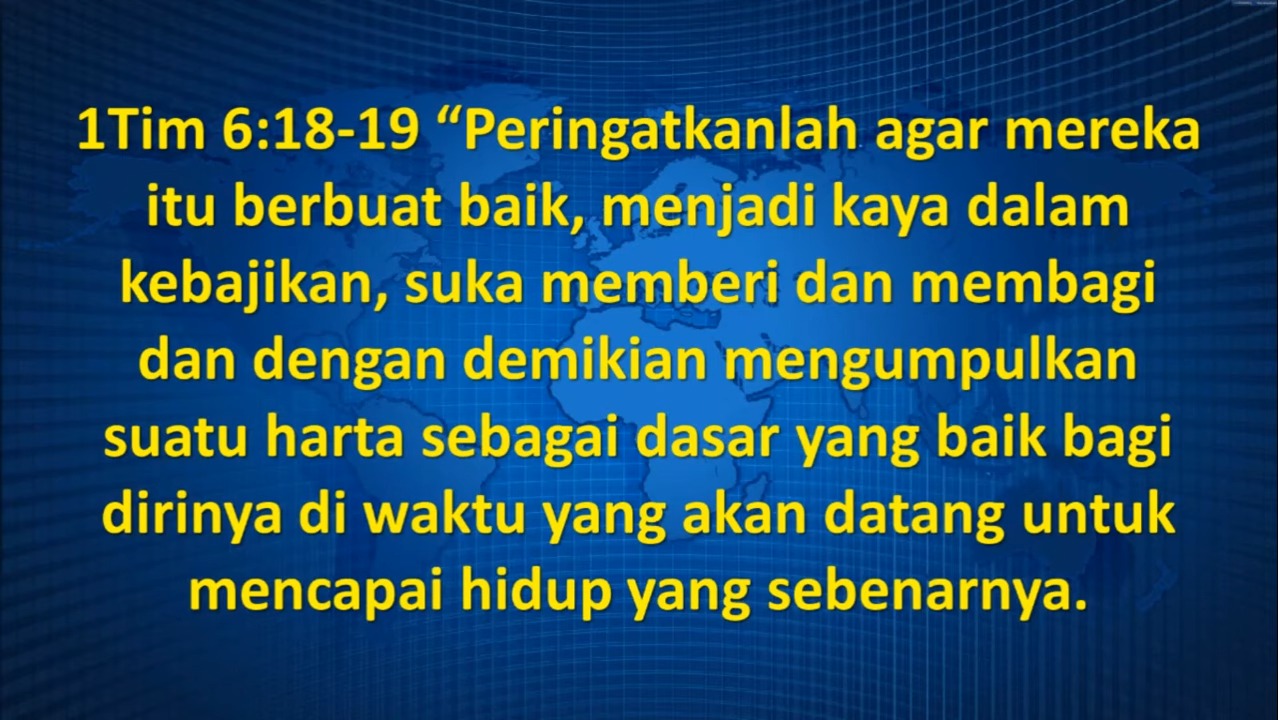 1Tim 6:18-19 “Peringatkanlah agar mereka
itu berbuat baik, menjadi kaya dalam
kebajikan, suka memberi dan membagi
dan dengan demikian mengumpulkan
suatu harta sebagai dasar yang baik bagi
dirinya di waktu yang akan datang untuk
mencapai hidup yang sebenarnya.